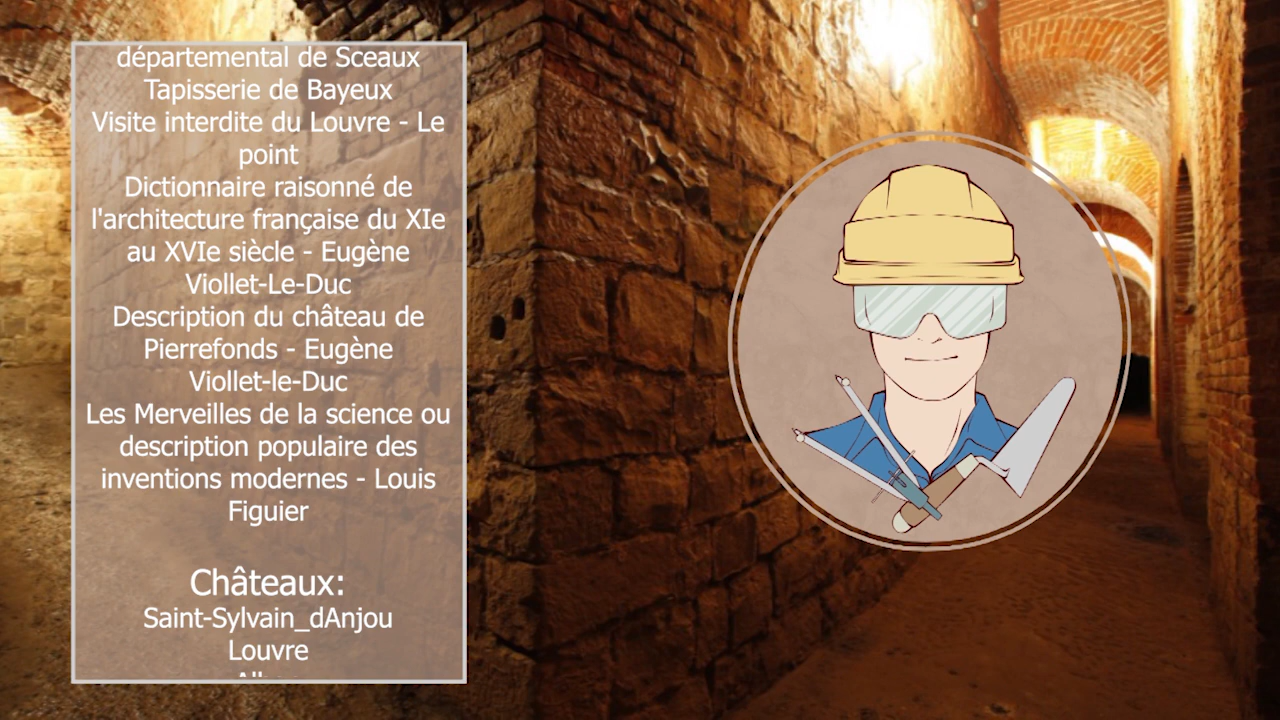 départemental de Sceaux
Tapisserie de Bayeux
Visite interdite du Louvre - Le
point
Dictionnaire raisonné de
l'architecture française du XIe
au XVIe siècle - Eugène
Viollet-Le-Duc
Description du château de
Pierrefonds - Eugène
Viollet-le-Duc
Les Merveilles de la science ou
description populaire des
inventions modernes - Louis
Figuier
Châteaux:
Saint-Sylvain_dAnjou
Louvre